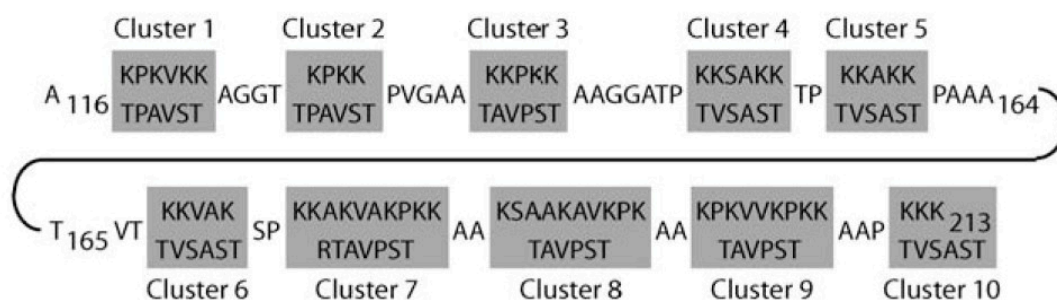 Cluster 1 Cluster 2 Cluster 3 Cluster 4 Cluster 5
KPKVKK KPKK KKPKK KKSAKK KKAKK
A 116 AGGT PVGAA AAGGATP TP PAAA 164
TPAVST TPAVST TAVPST TVSAST TVSAST
KKVAK KKAKVAKPKK KSAAKAVKPK KPKVVKPKK KKK 213
T 165 VT SP AA AA AAP
TVSAST RTAVPST TAVPST TAVPST TVSAST
Cluster 6 Cluster 7 Cluster 8 Cluster 9 Cluster 10